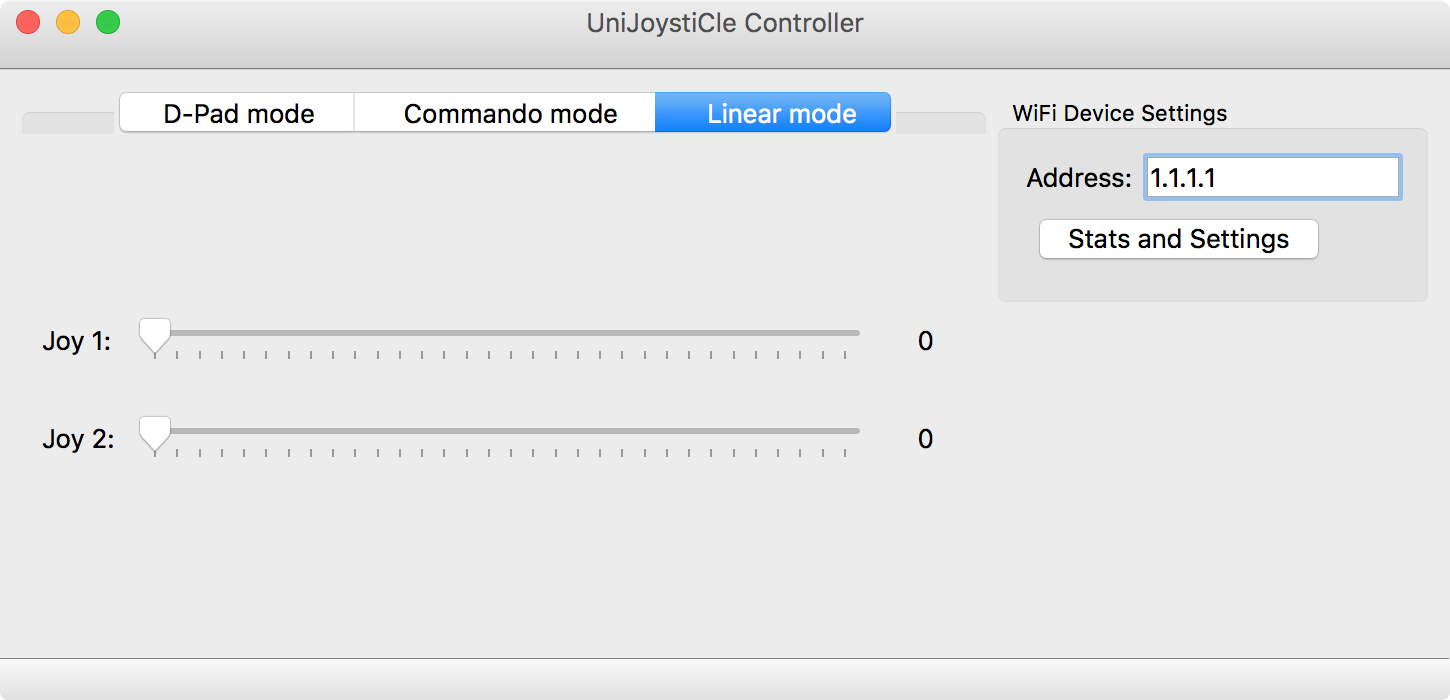 UniJoystiCle Controller
D-Pad mode Commando mode Linear mode
WiFi Device Settings
Address: 1.1.1.1
Stats and Settings
Joy 1: 0
Joy 2: 0